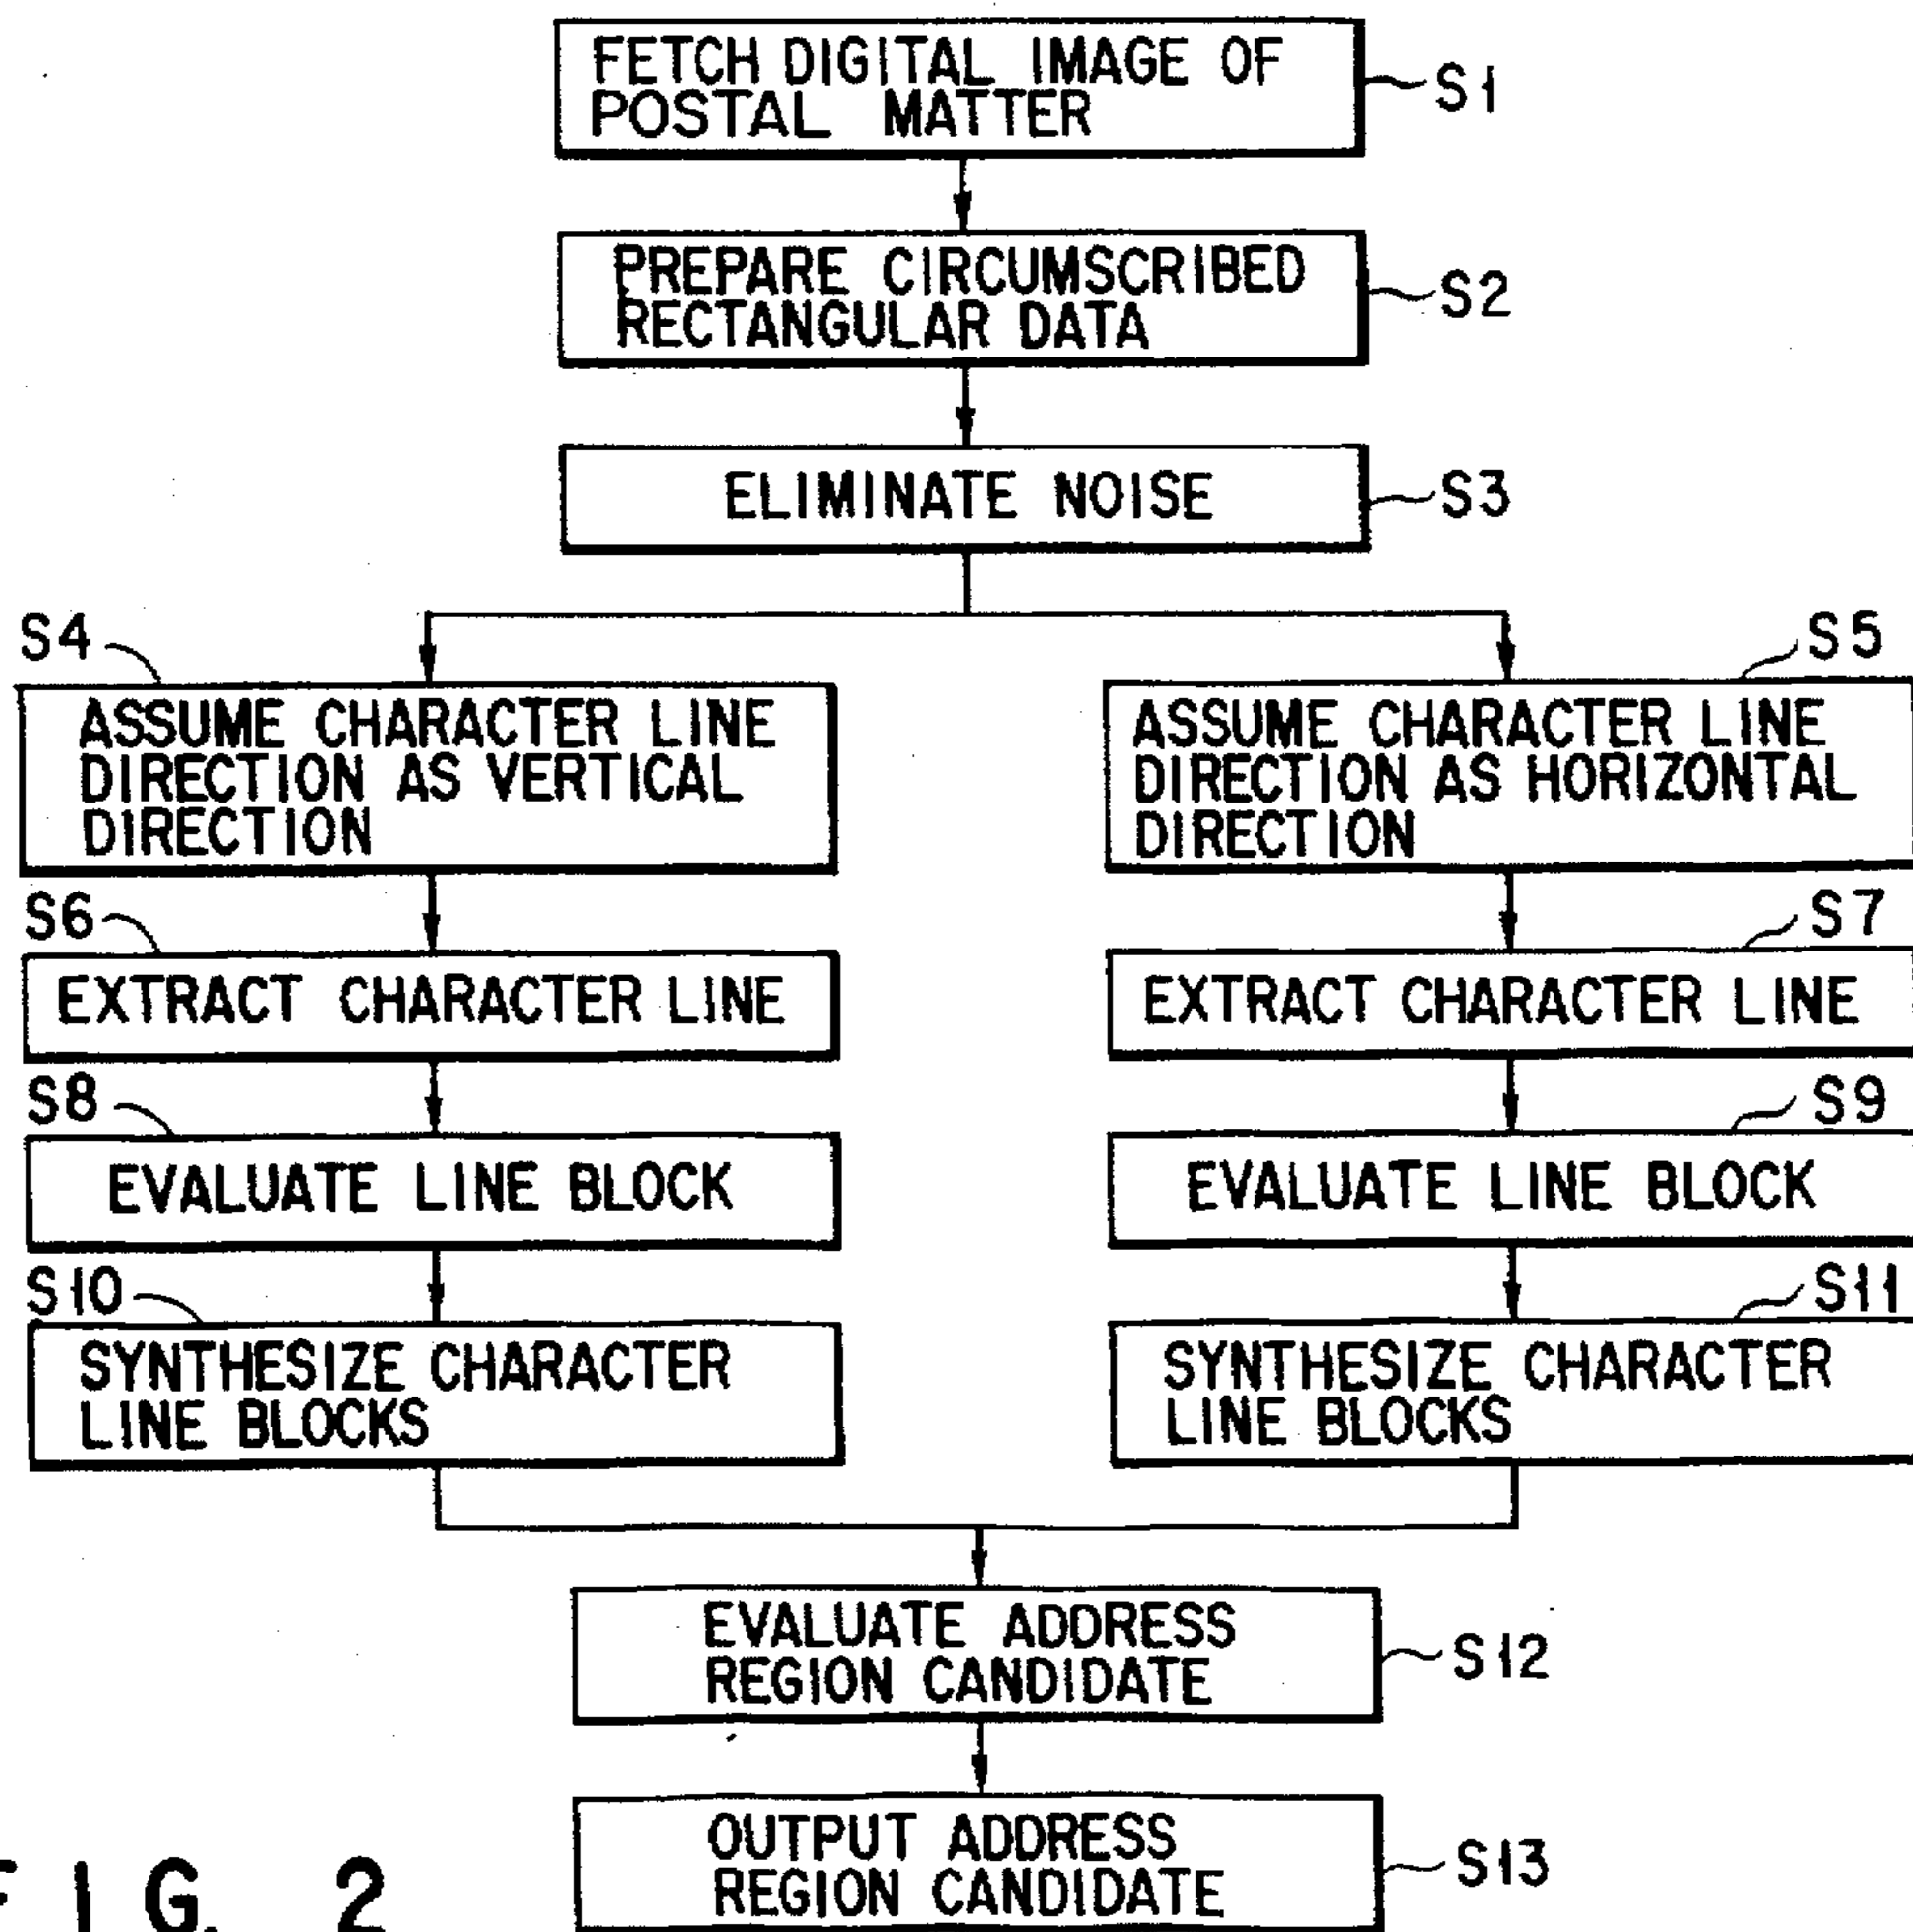 FETCH DIGITAL IMAGE OF
POSTAL MATTER
S1
PREPARE CIRCUMSCRIBED
RECTANGULAR DATA
S2
ELIMINATE NOISE
S3
S4
ASSUME CHARACTER LINE
DIRECTION AS VERTICAL
DIRECTION
S5
ASSUME CHARACTER LINE
DIRECTION AS HORIZONTAL
DIRECTION
S6
EXTRACT CHARACTER LINE
S7
EXTRACT CHARACTER LINE
S8
EVALUATE LINE BLOCK
S9
EVALUATE LINE BLOCK
S10
SYNTHESIZE CHARACTER
LINE BLOCKS
S11
SYNTHESIZE CHARACTER
LINE BLOCKS
EVALUATE ADDRESS
REGION CANDIDATE
S12
OUTPUT ADDRESS
REGION CANDIDATE
S13
FIG. 2